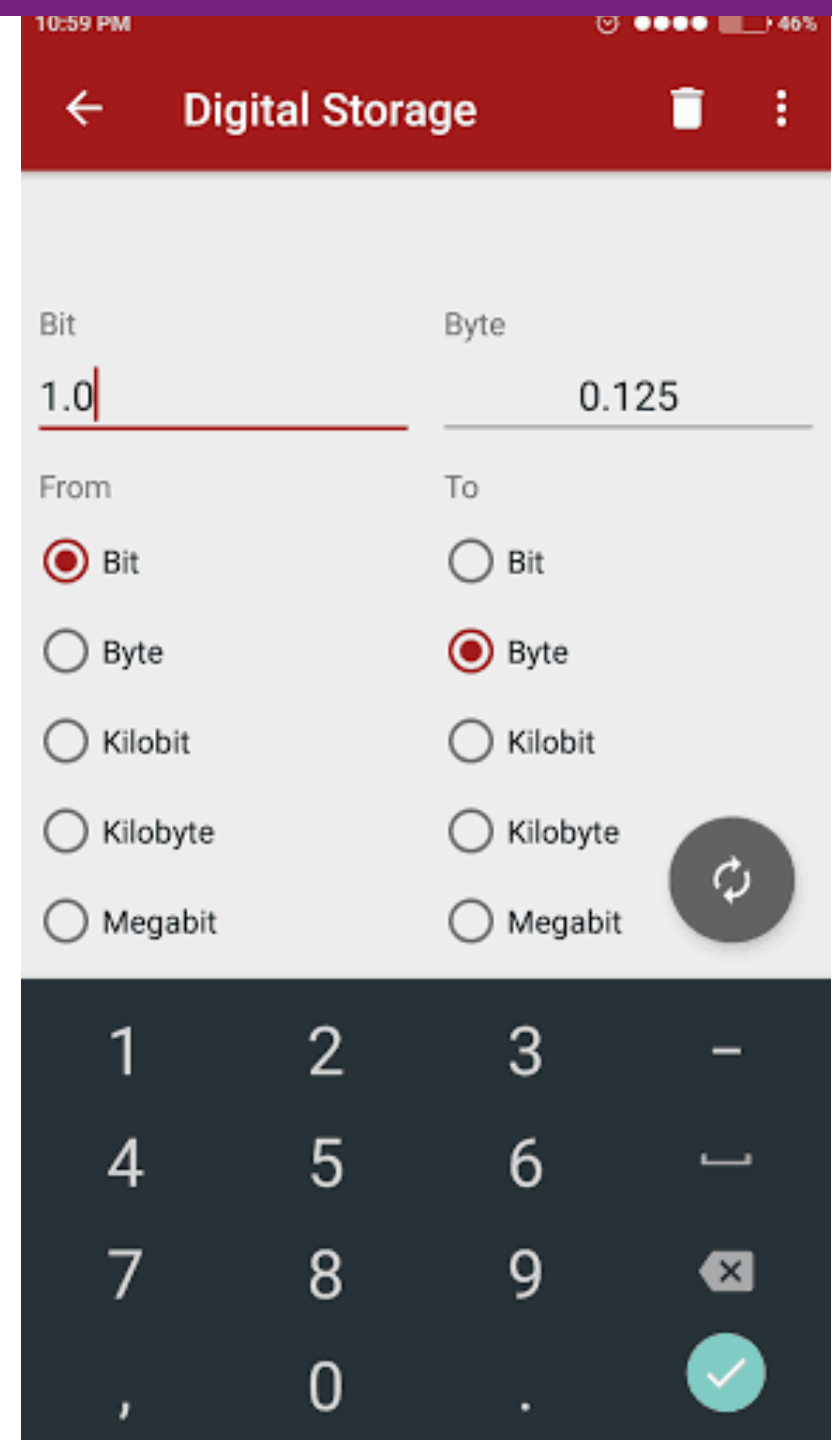 10:59 PM 46%
Digital Storage
Bit Byte
1.0 0.125
From To
Bit Bit
Byte Byte
Kilobit Kilobit
Kilobyte Kilobyte
Megabit Megabit
1 2 3 -
4 5 6
7 8 9
, 0 .